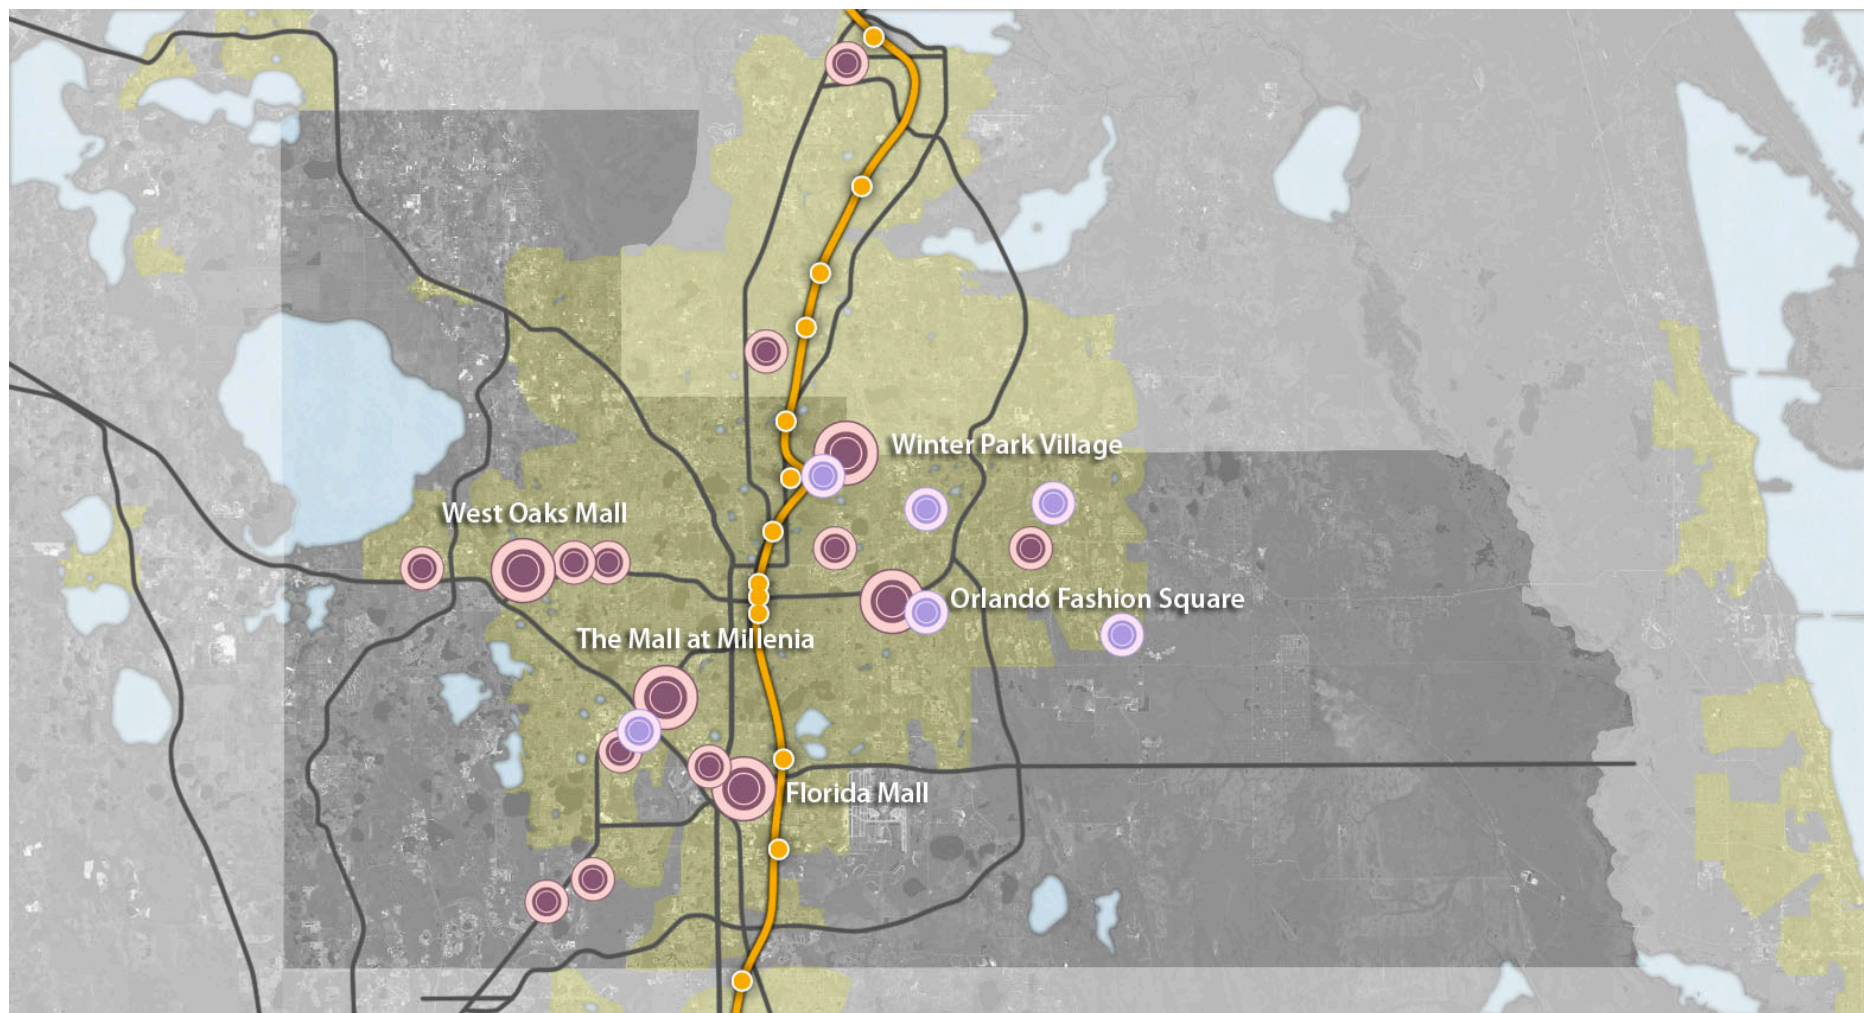 Winter Park Village
West Oaks Mall
Orlando Fashion Square
The Mall at Millenia
Florida Mall